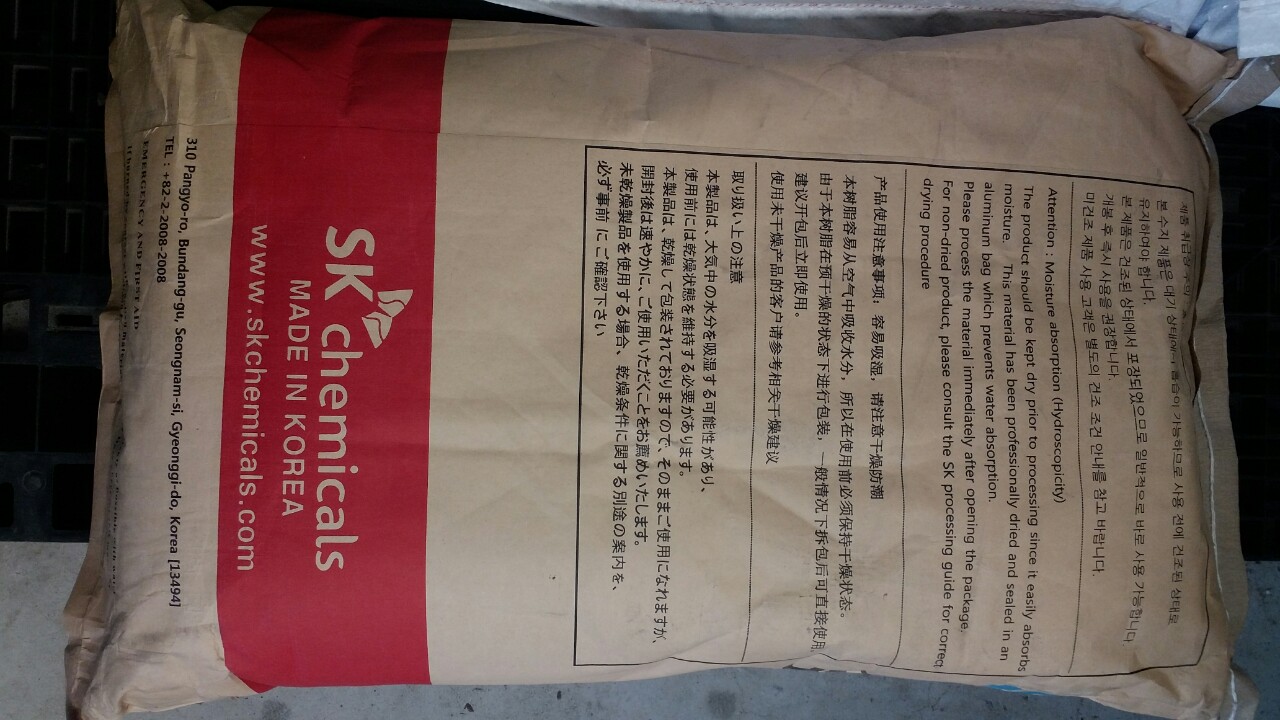 제품 취급상 주의
본 수지 제품은 대기 상태에서 흡습이 가능하므로 사용 전에 건조된 상태로
유지하여야 합니다.
본 제품은 건조된 상태에서 포장되었으므로 일반적으로 바로 사용 가능합니다.
개봉 후 즉시 사용을 권장합니다.
미건조 제품 사용 고객은 별도의 건조 조건 안내를 참고 바랍니다.
Attention : Moisture absorption (Hydroscopicity)
The product should be kept dry prior to processing since it easily absorbs
moisture. This material has been professionally dried and sealed in an
aluminum bag which prevents water absorption.
Please process the material immediately after opening the package.
For non-dried product, please consult the SK processing guide for correct
drying procedure
产品使用注意事项: 容易吸湿, 请注意干燥防潮
本树脂容易从空气中吸收水分, 所以在使用前必须保持干燥状态。
由于本树脂在预干燥的状态下进行包装, 一般情况下拆包后可直接使用,
建议开包后立即使用。
使用未干燥产品的客户请参考相关干燥建议
取り扱い上の注意
本製品は、大気中の水分を吸湿する可能性があり、
使用前には乾燥状態を維持する必要があります。
本製品は、乾燥して包装されておりますので、そのままご使用になれますが、
開封後は速やかに、ご使用いただくことをお薦めいたします。
未乾燥製品を使用する場合、乾燥条件に関する別途の案内を、
必ず事前にご確認下さい
SK chemicals
MADE IN KOREA
www.skchemicals.com
310 Pangyo-ro, Bundang-gu, Seongnam-si, Gyeonggi-do, Korea [13494]
TEL : +82-2-2008-2008
EMERGENCY AND FIRST AID